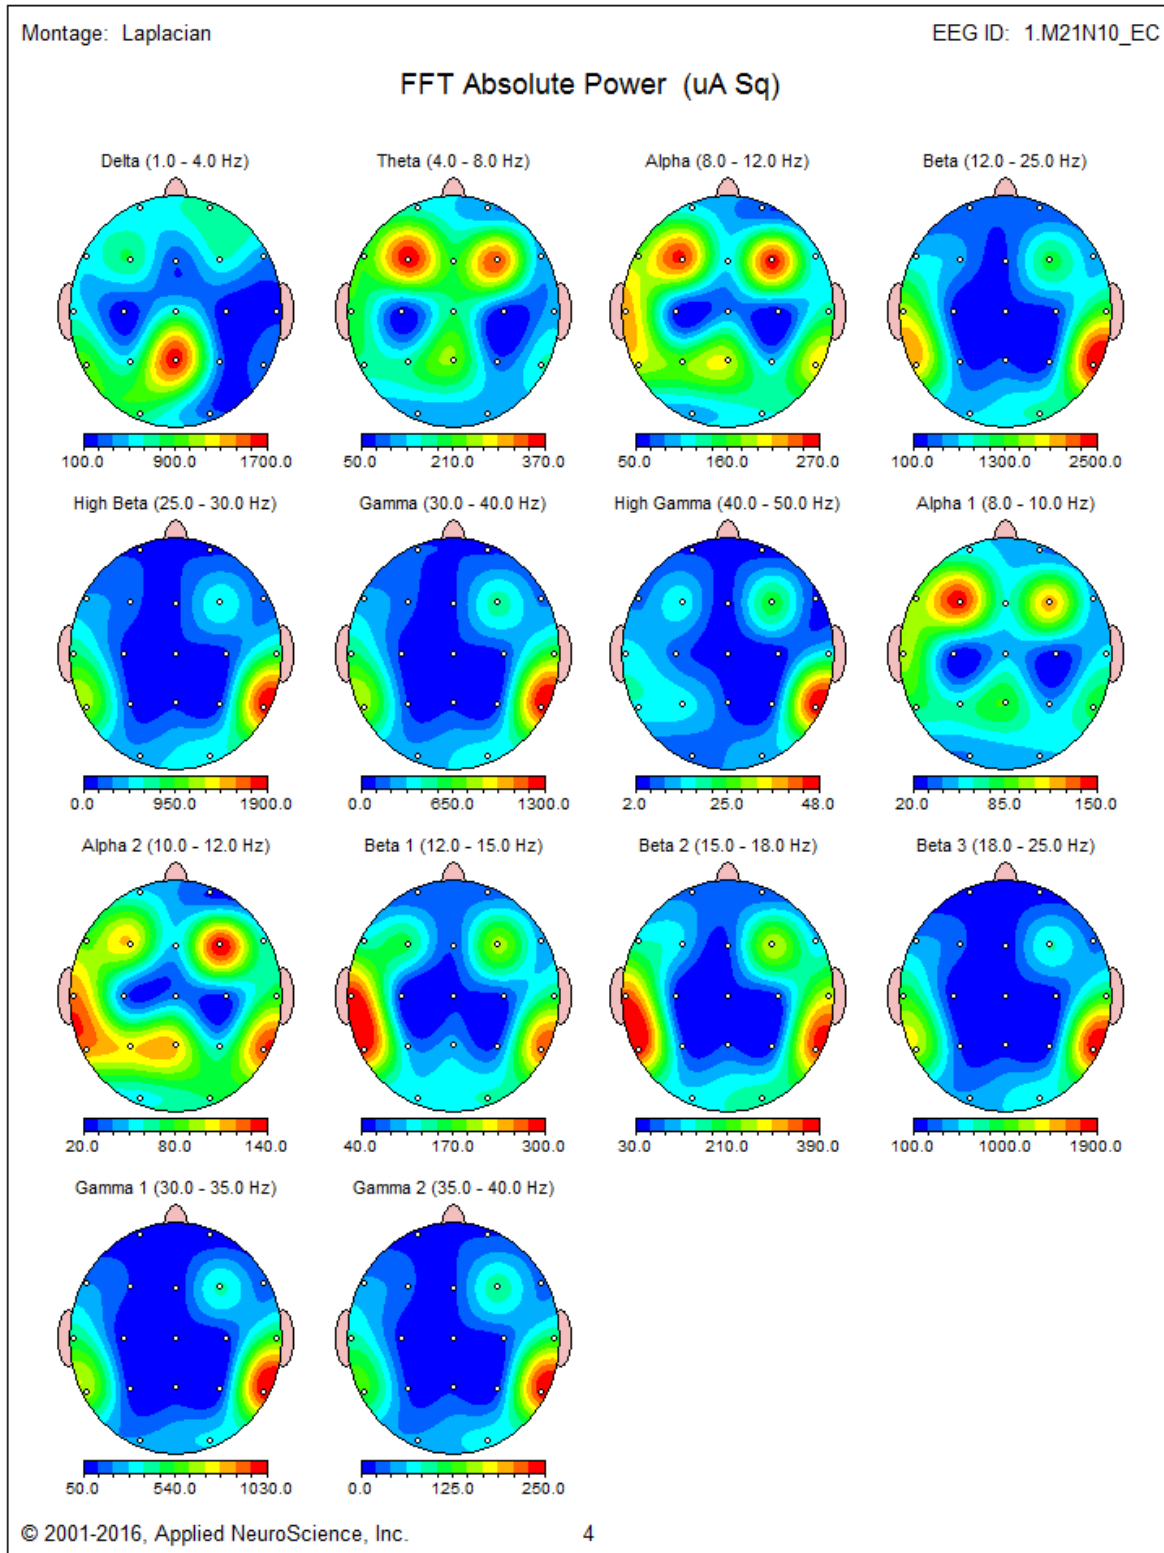 Montage: Laplacian EEG ID: 1.M21N10_EC
FFT Absolute Power (uA Sq)
Delta (1.0 - 4.0 Hz) Theta (4.0 - 8.0 Hz) Alpha (8.0 - 12.0 Hz) Beta (12.0 - 25.0 Hz)
100.0 900.0 1700.0 50.0 210.0 370.0 50.0 160.0 270.0 100.0 1300.0 2500.0
High Beta (25.0 - 30.0 Hz) Gamma (30.0 - 40.0 Hz) High Gamma (40.0 - 50.0 Hz) Alpha 1 (8.0 - 10.0 Hz)
0.0 950.0 1900.0 0.0 650.0 1300.0 2.0 25.0 48.0 20.0 85.0 150.0
Alpha 2 (10.0 - 12.0 Hz) Beta 1 (12.0 - 15.0 Hz) Beta 2 (15.0 - 18.0 Hz) Beta 3 (18.0 - 25.0 Hz)
20.0 80.0 140.0 40.0 170.0 300.0 30.0 210.0 390.0 100.0 1000.0 1900.0
Gamma 1 (30.0 - 35.0 Hz) Gamma 2 (35.0 - 40.0 Hz)
50.0 540.0 1030.0 0.0 125.0 250.0
© 2001-2016, Applied NeuroScience, Inc. 4